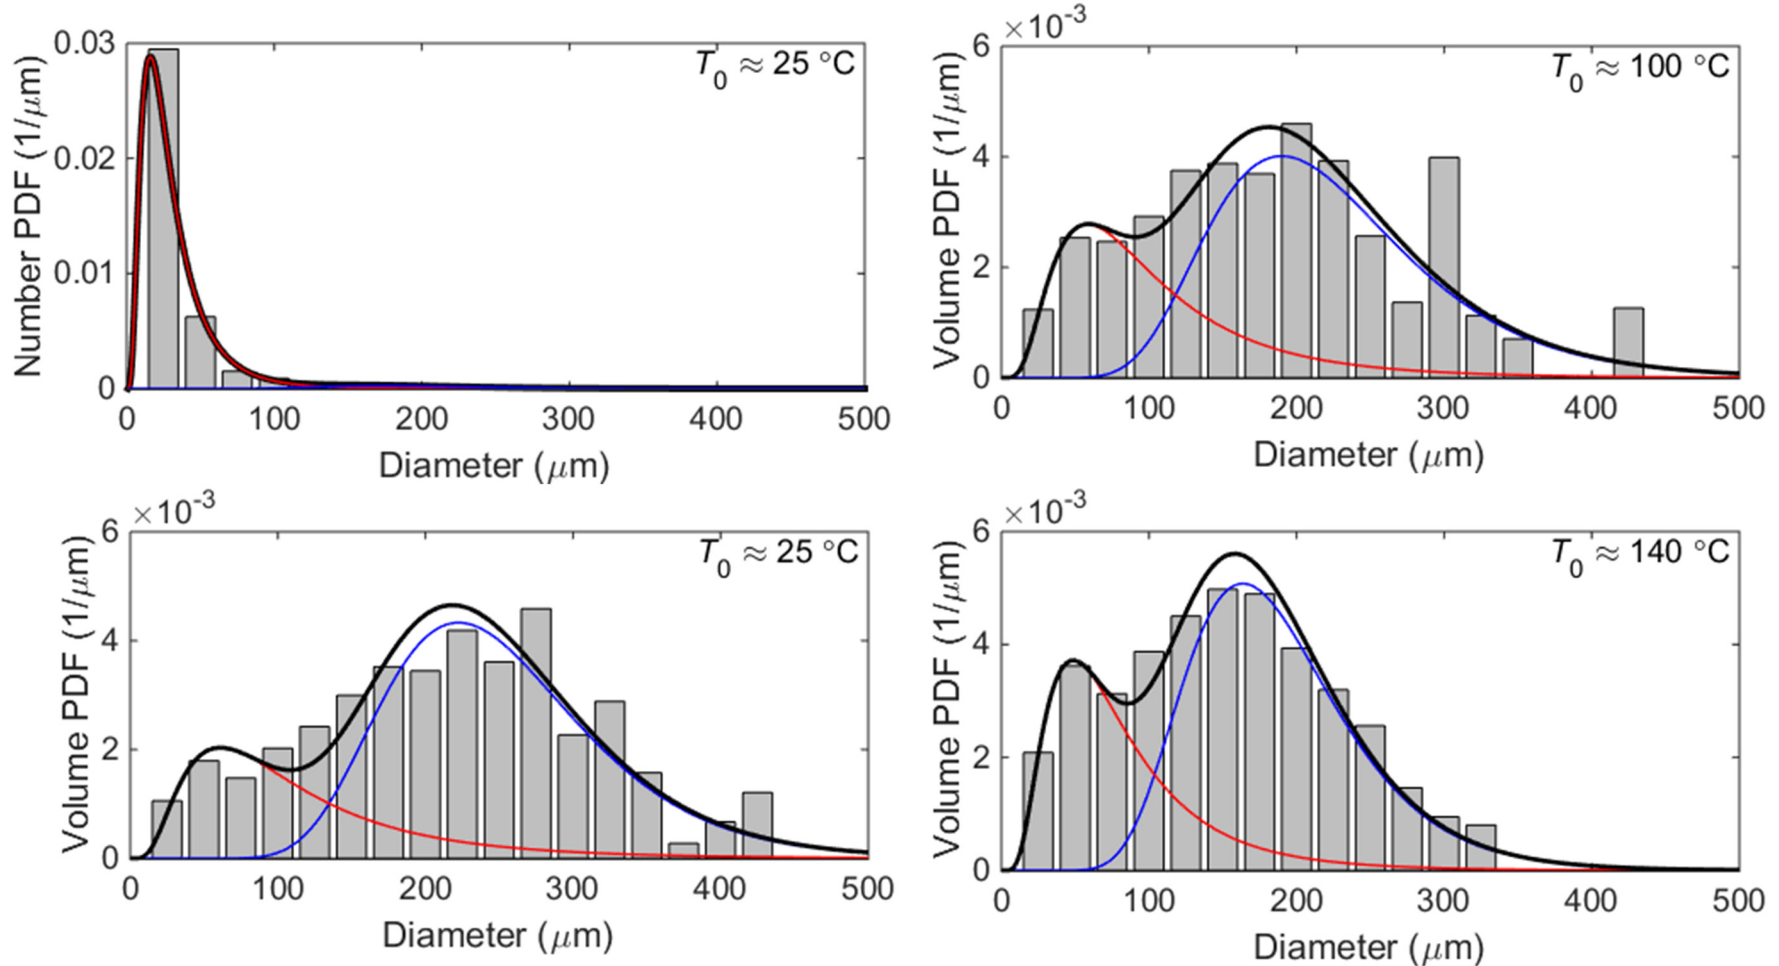 T0 ≈ 25 °C
Number PDF (1/μm)
0.03
0.02
0.01
0
0 100 200 300 400 500
Diameter (μm)
×10-3
T0 ≈ 100 °C
Volume PDF (1/μm)
6
4
2
0
0 100 200 300 400 500
Diameter (μm)
×10-3
T0 ≈ 25 °C
Volume PDF (1/μm)
6
4
2
0
0 100 200 300 400 500
Diameter (μm)
×10-3
T0 ≈ 140 °C
Volume PDF (1/μm)
6
4
2
0
0 100 200 300 400 500
Diameter (μm)